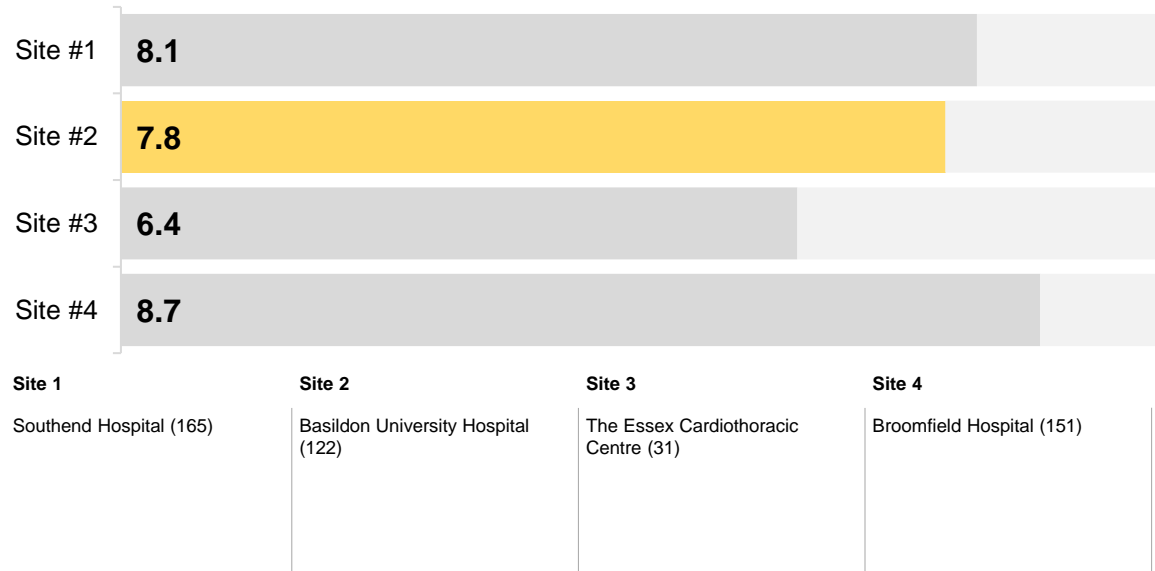 Site #1
8.1
Site #2
7.8
Site #3
6.4
Site #4
8.7
Site 1
Southend Hospital (165)
Site 2
Basildon University Hospital
(122)
Site 3
The Essex Cardiothoracic
Centre (31)
Site 4
Broomfield Hospital (151)